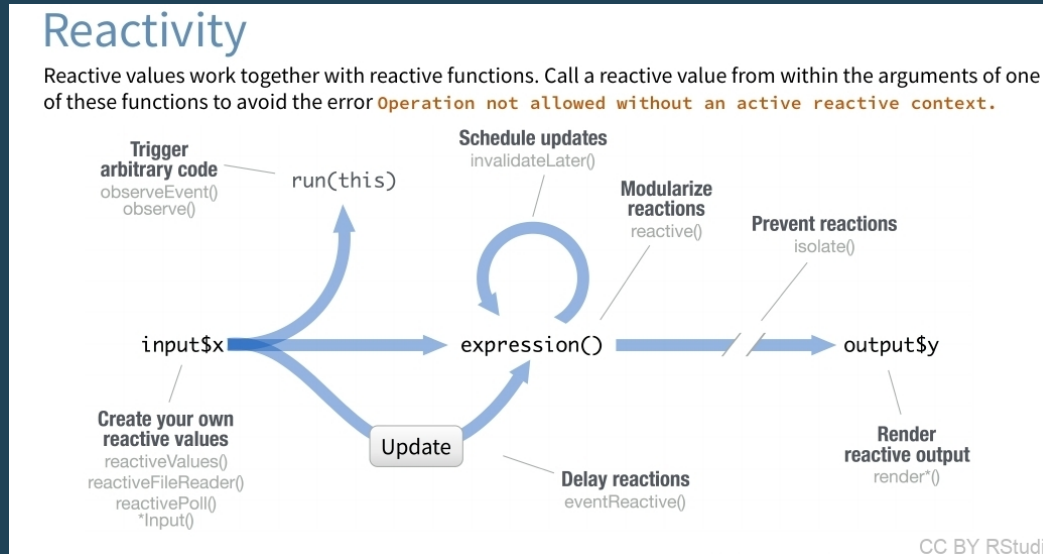 Reactivity
Reactive values work together with reactive functions. Call a reactive value from within the arguments of one
of these functions to avoid the error Operation not allowed without an active reactive context.
Trigger
arbitrary code
observeEvent()
observe()
run(this)
Schedule updates
invalidateLater()
Modularize
reactions
reactive()
Prevent reactions
isolate()
input$x
expression()
output$y
Create your own
reactive values
reactiveValues()
reactiveFileReader()
reactivePoll()
*Input()
Update
Delay reactions
eventReactive()
Render
reactive output
render*()
CC BY RStudi